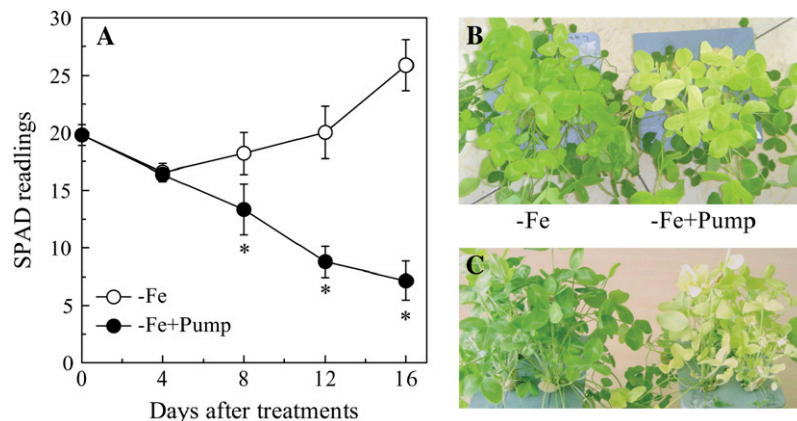 A
30
25
20
15
10
5
0
SPAD readlings
*
*
*
-Fe
-Fe+Pump
0 4 8 12 16
Days after treatments
B
-Fe -Fe+Pump
C